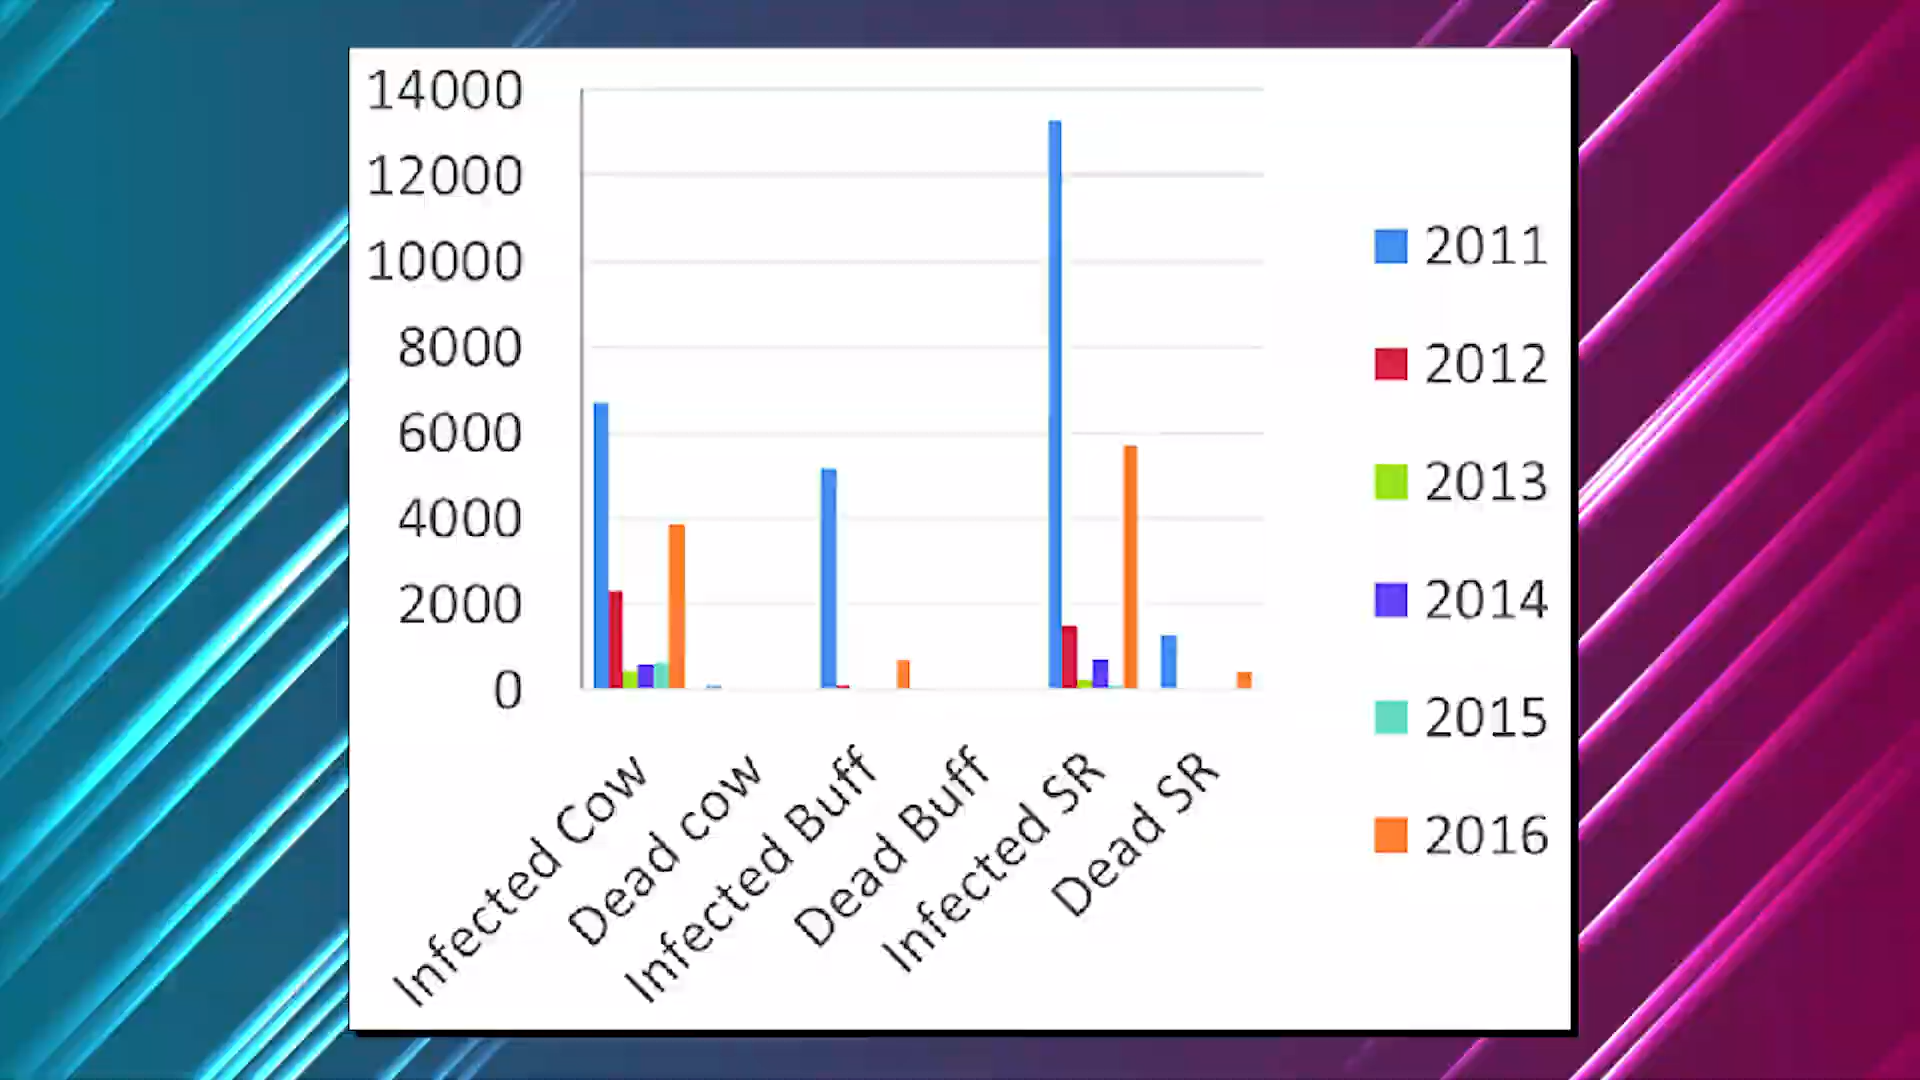 14000
12000
10000
8000
6000
4000
2000
0
Infected Cow
Dead cow
Infected Buff
Dead Buff
Infected SR
Dead SR
2011
2012
2013
2014
2015
2016